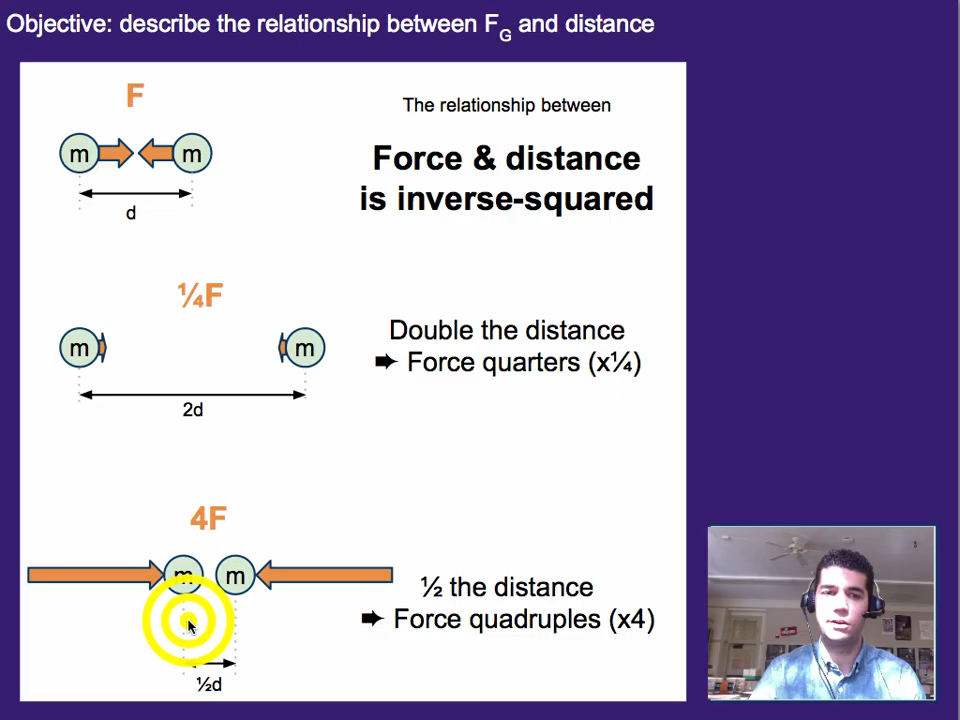 Objective: describe the relationship between FG and distance
F
m
m
d
The relationship between
Force & distance
is inverse-squared
¼F
m
m
2d
Double the distance
➨ Force quarters (x¼)
4F
m
m
½d
½ the distance
➨ Force quadruples (x4)